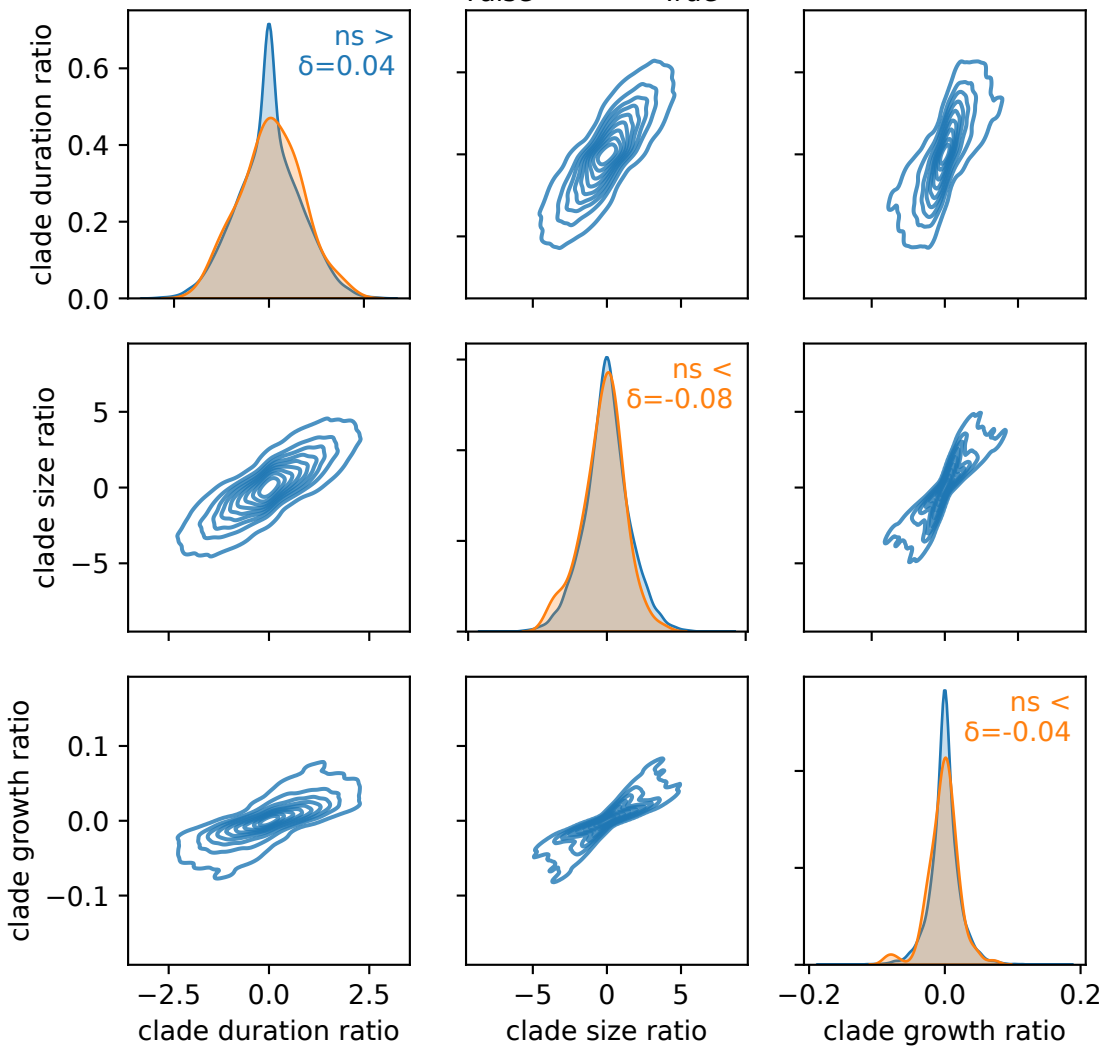 ns >
δ=0.04
clade duration ratio
0.6
0.4
0.2
0.0
ns <
δ=-0.08
clade size ratio
5
0
−5
ns <
δ=-0.04
clade growth ratio
0.1
0.0
−0.1
−2.5 0.0 2.5 −5 0 5 −0.2 0.0 0.2
clade duration ratio clade size ratio clade growth ratio